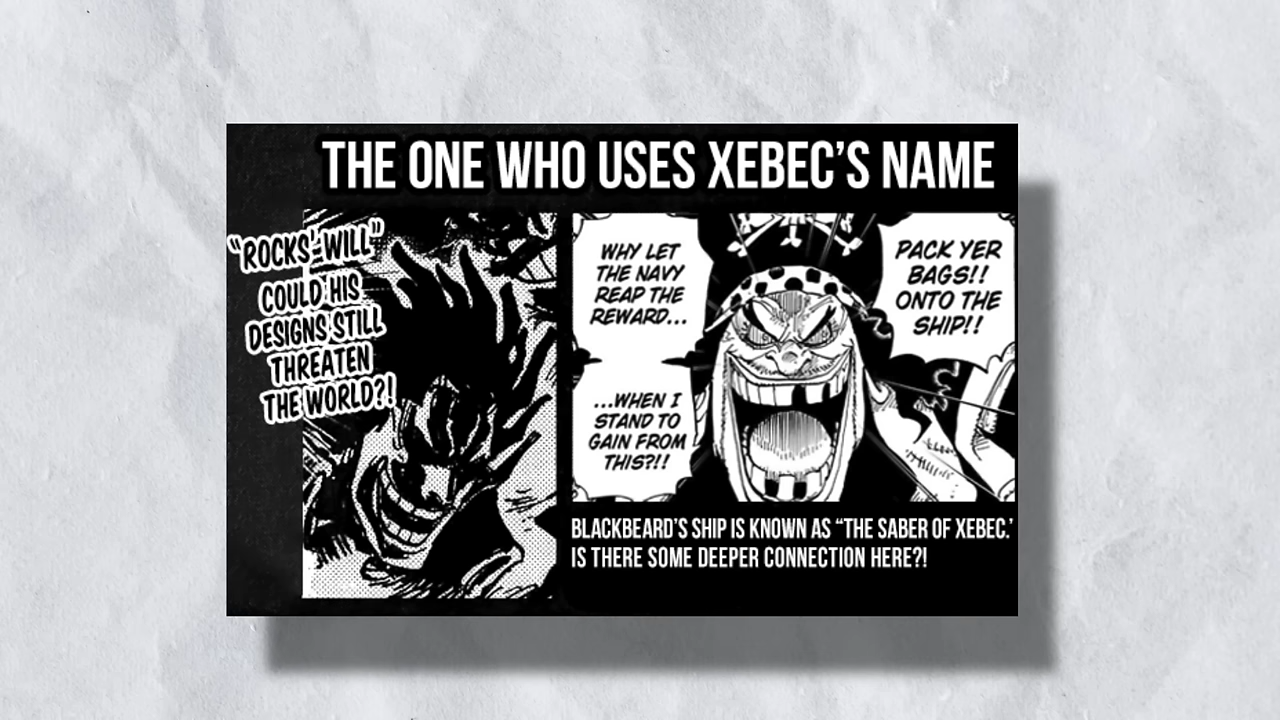 THE ONE WHO USES XEBEC'S NAME
"ROCKS' WILL"
COULD HIS
DESIGNS STILL
THREATEN
THE WORLD?!
WHY LET
THE NAVY
REAP THE
REWARD...
...WHEN I
STAND TO
GAIN FROM
THIS?!!
PACK YER
BAGS!!
ONTO THE
SHIP!!
BLACKBEARD'S SHIP IS KNOWN AS "THE SABER OF XEBEC.'
IS THERE SOME DEEPER CONNECTION HERE?!